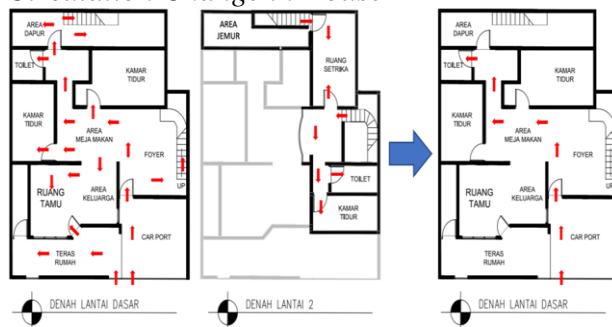 AREA
DAPUR
TOILET
KAMAR
TIDUR
KAMAR
TIDUR
AREA
MEJA MAKAN
FOYER
UP
RUANG
TAMU
AREA
KELUARGA
CAR PORT
TERAS
RUMAH
DENAH LANTAI DASAR
AREA
JEMUR
RUANG
SETRIKA
TOILET
KAMAR
TIDUR
DENAH LANTAI 2
AREA
DAPUR
TOILET
KAMAR
TIDUR
KAMAR
TIDUR
AREA
MEJA MAKAN
FOYER
UP
RUANG
TAMU
AREA
KELUARGA
CAR PORT
TERAS
RUMAH
DENAH LANTAI DASAR